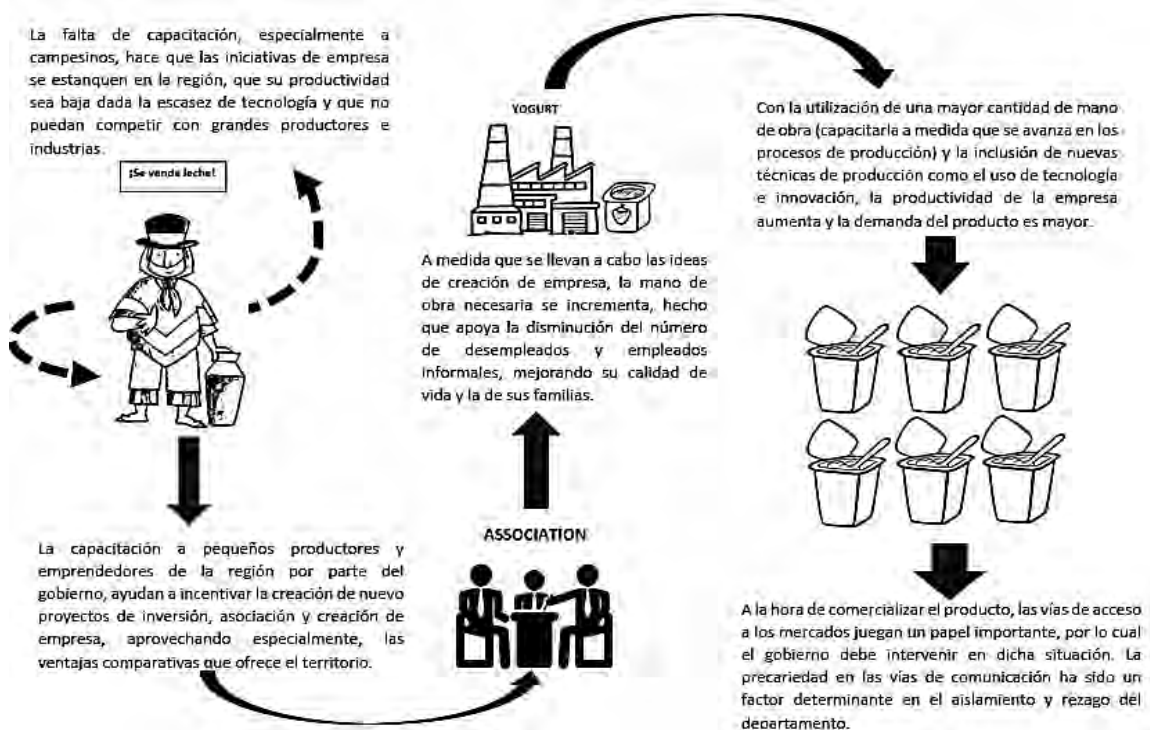 La falta de capacitación, especialmente a
campesinos, hace que las iniciativas de empresa
se estanquen en la región, que su productividad
sea baja dada la escasez de tecnología y que no
puedan competir con grandes productores e
industrias.
¡Se vende leche!
La capacitación a pequeños productores y
emprendedores de la región por parte del
gobierno, ayudan a incentivar la creación de nuevo
proyectos de inversión, asociación y creación de
empresa, aprovechando especialmente, las
ventajas comparativas que ofrece el territorio.
ASSOCIATION
YOGURT
A medida que se llevan a cabo las ideas
de creación de empresa, la mano de
obra necesaria se incrementa, hecho
que apoya la disminución del número
de desempleados y empleados
informales, mejorando su calidad de
vida y la de sus familias.
Con la utilización de una mayor cantidad de mano
de obra (capacitarla a medida que se avanza en los
procesos de producción) y la inclusión de nuevas
técnicas de producción como el uso de tecnología
e innovación, la productividad de la empresa
aumenta y la demanda del producto es mayor.
A la hora de comercializar el producto, las vías de acceso
a los mercados juegan un papel importante, por lo cual
el gobierno debe intervenir en dicha situación. La
precariedad en las vías de comunicación ha sido un
factor determinante en el aislamiento y rezago del
departamento.